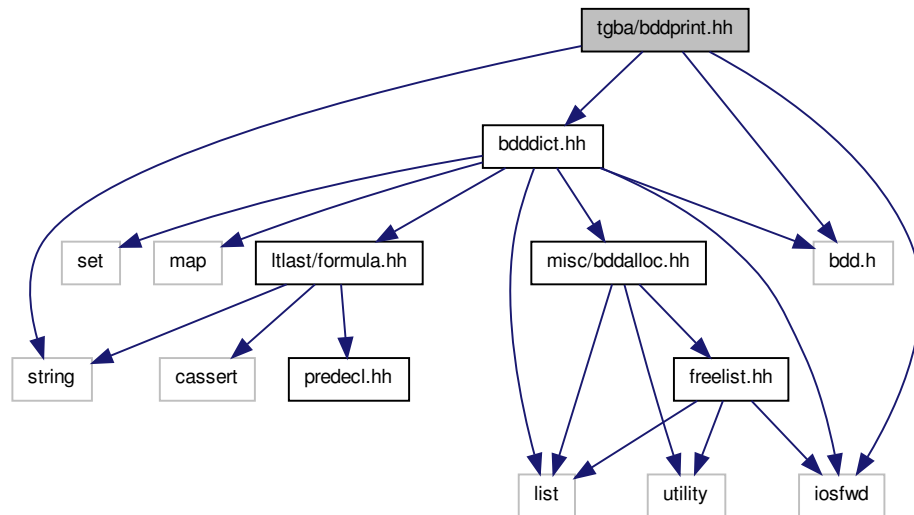 tgba/bddprint.hh
bdddict.hh
set
map
ltlast/formula.hh
misc/bddalloc.hh
bdd.h
string
cassert
predecl.hh
freelist.hh
list
utility
iosfwd